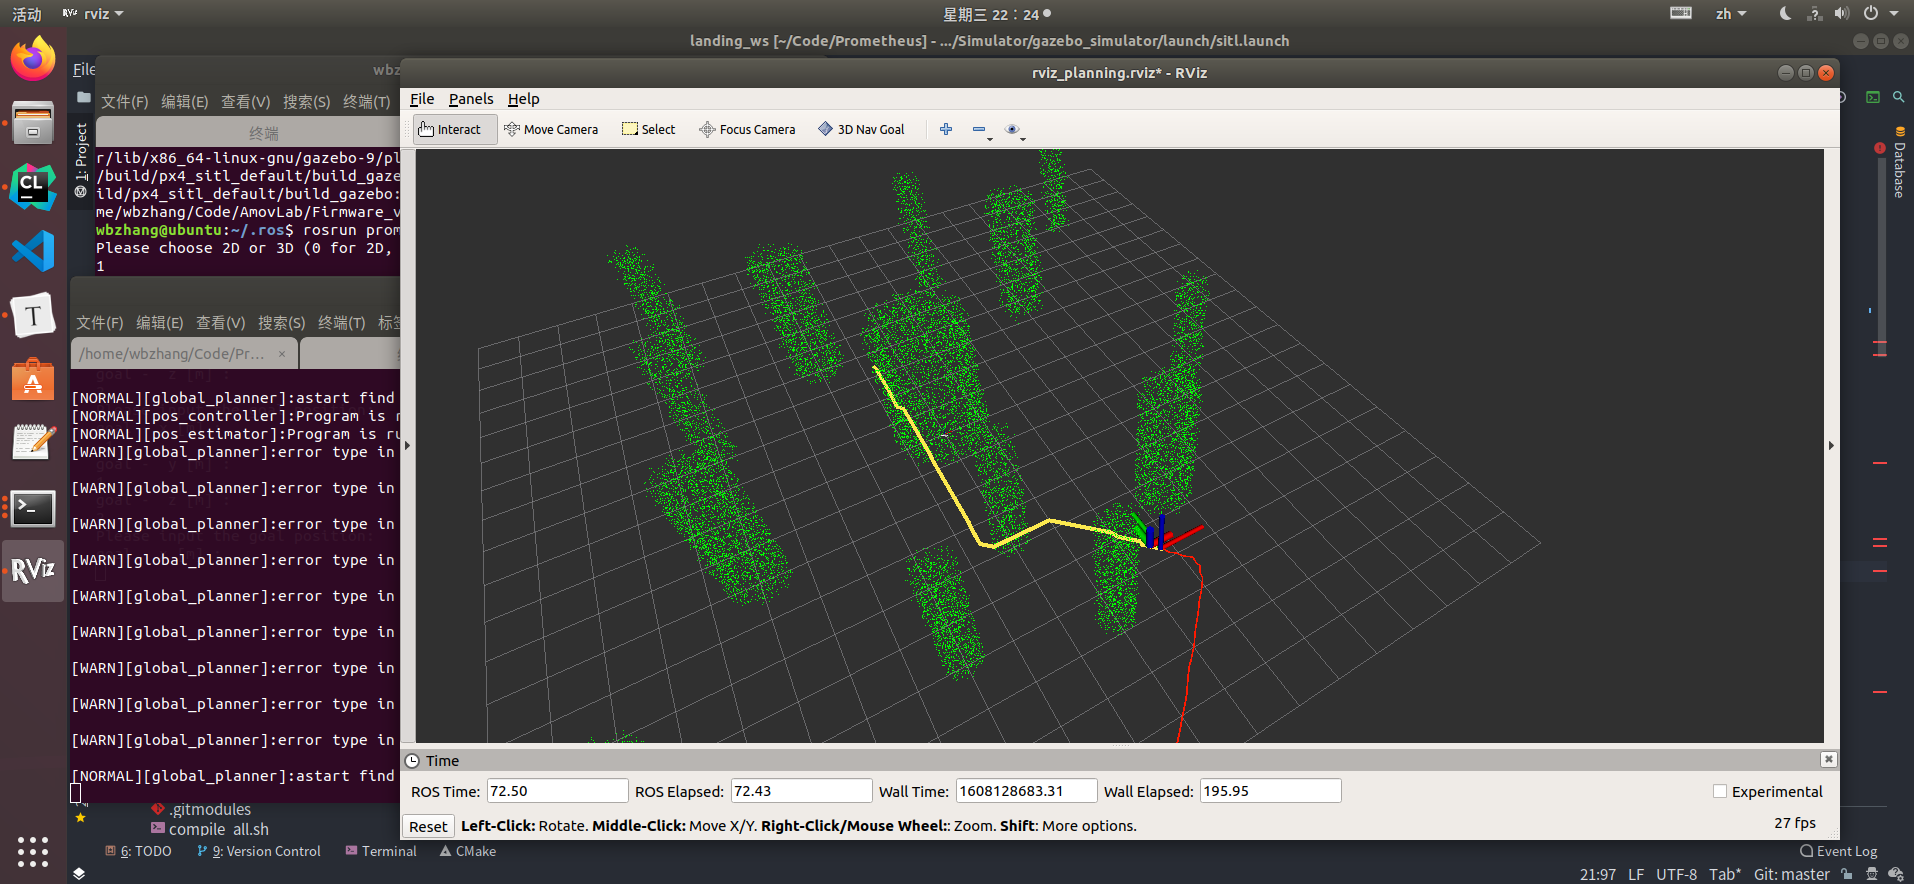 活动
rviz
星期三 22：24
zh
landing_ws [~/Code/Prometheus] - .../Simulator/gazebo_simulator/launch/sitl.launch
File
wbz
文件(F) 编辑(E) 查看(V) 搜索(S) 终端(T)
终端
r/lib/x86_64-linux-gnu/gazebo-9/pl
/build/px4_sitl_default/build_gaze
ild/px4_sitl_default/build_gazebo:
me/wbzhang/Code/AmovLab/Firmware_v
wbzhang@ubuntu:~/.ros$ rosrun prom
Please choose 2D or 3D (0 for 2D,
1
1: Project
文件(F) 编辑(E) 查看(V) 搜索(S) 终端(T) 标签
/home/wbzhang/Code/Pr... ×
goal - z [m] :
[NORMAL][global_planner]:astart find
[NORMAL][pos_controller]:Program is r
[NORMAL][pos_estimator]:Program is ru
[WARN][global_planner]:error type in
goal - y [m] :
[WARN][global_planner]:error type in
goal - z [m] :
[WARN][global_planner]:error type in
Please input the goal position:
[WARN][global_planner]:error type in
[WARN][global_planner]:error type in
[WARN][global_planner]:error type in
[WARN][global_planner]:error type in
[WARN][global_planner]:error type in
[WARN][global_planner]:error type in
[NORMAL][global_planner]:astart find
.gitmodules
compile_all.sh
rviz_planning.rviz* - RViz
File Panels Help
Interact Move Camera Select Focus Camera 3D Nav Goal
Time
ROS Time: 72.50 ROS Elapsed: 72.43 Wall Time: 1608128683.31 Wall Elapsed: 195.95 Experimental
Reset Left-Click: Rotate. Middle-Click: Move X/Y. Right-Click/Mouse Wheel:: Zoom. Shift: More options.
27 fps
Database
CL
T
A
RViz
6: TODO 9: Version Control Terminal CMake
Event Log
21:97 LF UTF-8 Tab* Git: master